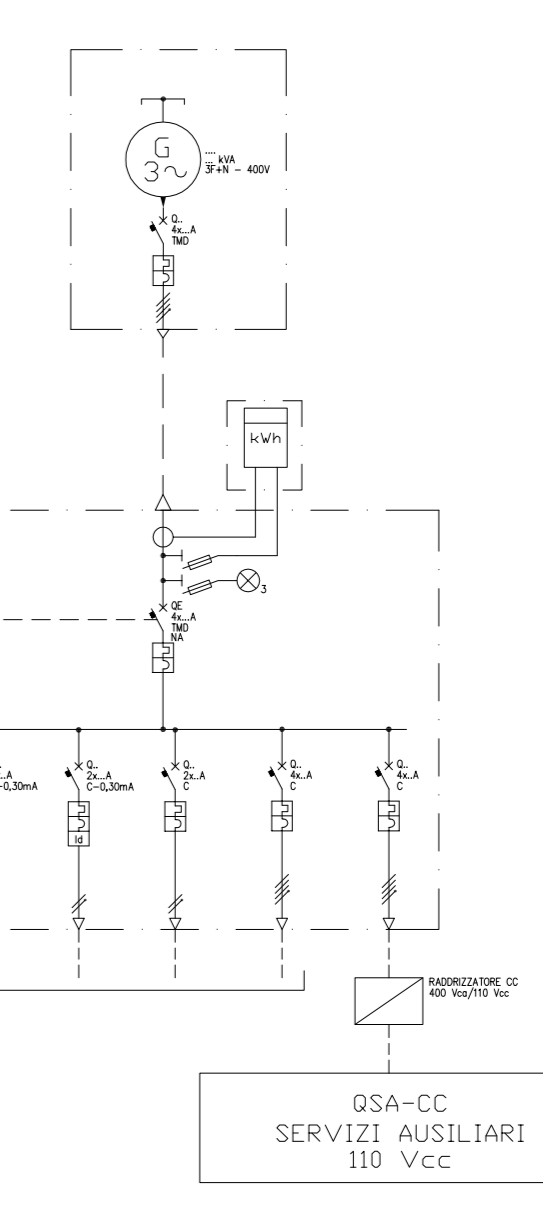 G
3~
....
... kVA
3F+N - 400V
Q..
4x...A
TMD
kWh
3
QE
4x...A
TMD
NA
..A
-0,30mA
Q..
2x...A
C-0,30mA
Q..
2x..A
C
Q..
4x..A
C
Q..
4x..A
C
Id
RADDRIZZATORE CC
400 Vca/110 Vcc
QSA-CC
SERVIZI AUSILIARI
110 Vcc